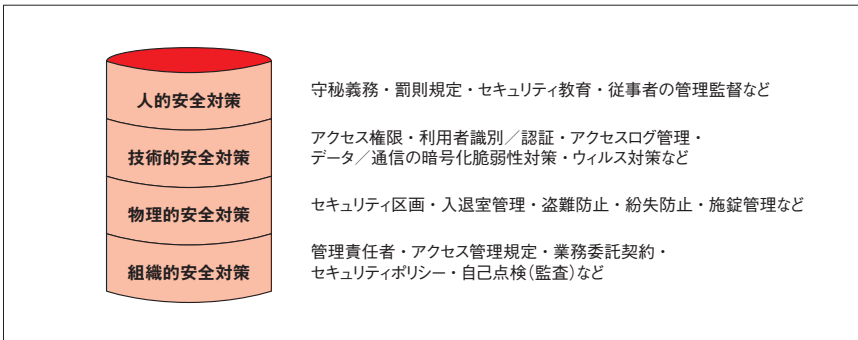 人的安全対策
守秘義務・罰則規定・セキュリティ教育・従事者の管理監督など
技術的安全対策
アクセス権限・利用者識別／認証・アクセスログ管理・
データ／通信の暗号化脆弱性対策・ウィルス対策など
物理的安全対策
セキュリティ区画・入退室管理・盗難防止・紛失防止・施錠管理など
組織的安全対策
管理責任者・アクセス管理規定・業務委託契約・
セキュリティポリシー・自己点検（監査）など